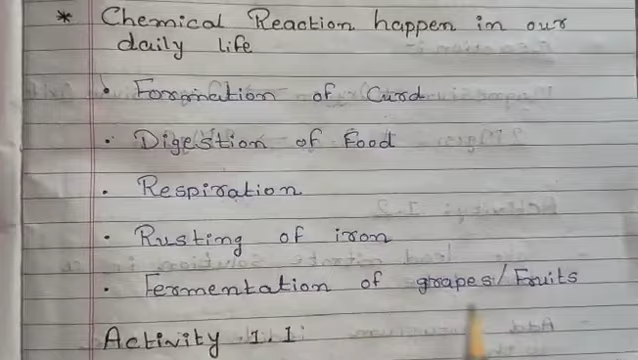 * Chemical Reaction happen in our
daily life
• Formation of Curd
• Digestion of Food
• Respiration
• Rusting of iron
• Fermentation of grapes/Fruits
Activity 1.1